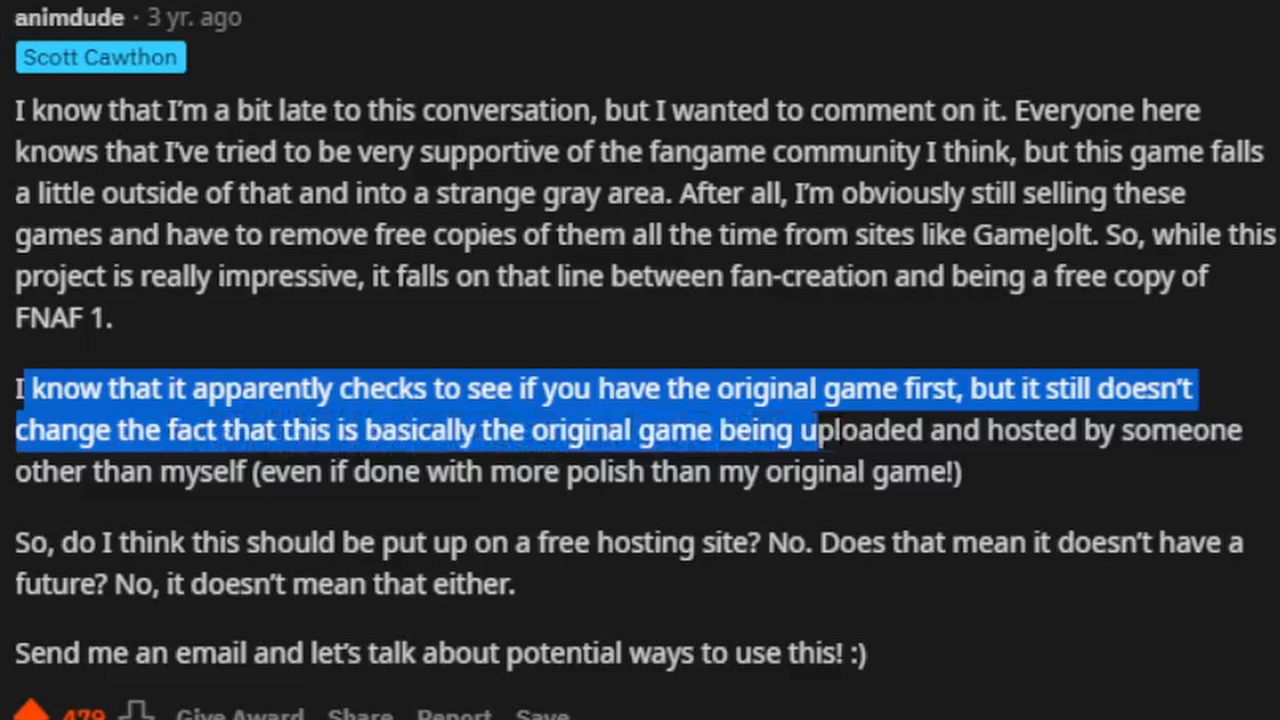 animdude · 3 yr. ago
Scott Cawthon
I know that I'm a bit late to this conversation, but I wanted to comment on it. Everyone here
knows that I've tried to be very supportive of the fangame community I think, but this game falls
a little outside of that and into a strange gray area. After all, I'm obviously still selling these
games and have to remove free copies of them all the time from sites like GameJolt. So, while this
project is really impressive, it falls on that line between fan-creation and being a free copy of
FNAF 1.
I know that it apparently checks to see if you have the original game first, but it still doesn't
change the fact that this is basically the original game being uploaded and hosted by someone
other than myself (even if done with more polish than my original game!)
So, do I think this should be put up on a free hosting site? No. Does that mean it doesn't have a
future? No, it doesn't mean that either.
Send me an email and let's talk about potential ways to use this! :)
479 Give Award Share Report Save